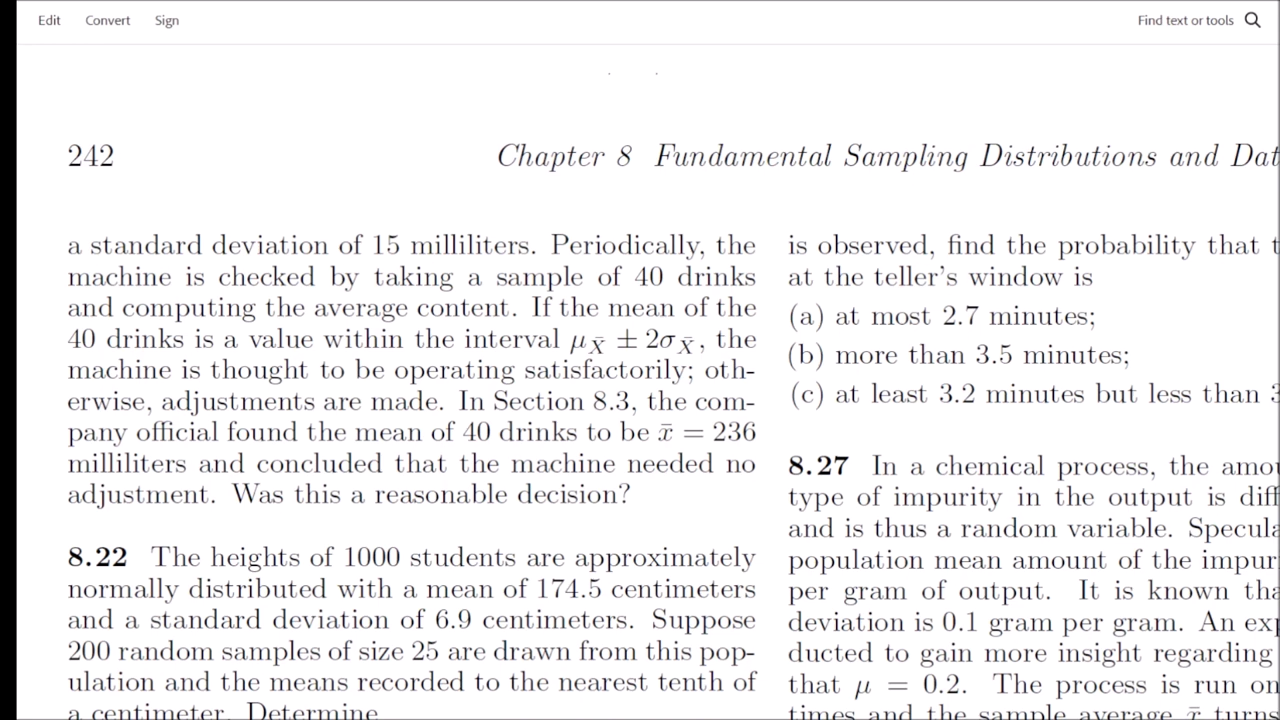 Edit Convert Sign
Find text or tools
242
Chapter 8 Fundamental Sampling Distributions and Dat
a standard deviation of 15 milliliters. Periodically, the
machine is checked by taking a sample of 40 drinks
and computing the average content. If the mean of the
40 drinks is a value within the interval μX̄ ± 2σX̄, the
machine is thought to be operating satisfactorily; oth-
erwise, adjustments are made. In Section 8.3, the com-
pany official found the mean of 40 drinks to be x̄ = 236
milliliters and concluded that the machine needed no
adjustment. Was this a reasonable decision?
8.22 The heights of 1000 students are approximately
normally distributed with a mean of 174.5 centimeters
and a standard deviation of 6.9 centimeters. Suppose
200 random samples of size 25 are drawn from this pop-
ulation and the means recorded to the nearest tenth of
a centimeter. Determine
is observed, find the probability that t
at the teller's window is
(a) at most 2.7 minutes;
(b) more than 3.5 minutes;
(c) at least 3.2 minutes but less than 3
8.27 In a chemical process, the amou
type of impurity in the output is diff
and is thus a random variable. Specula
population mean amount of the impur
per gram of output. It is known tha
deviation is 0.1 gram per gram. An exp
ducted to gain more insight regarding
that μ = 0.2. The process is run on
times and the sample average x̄ turns